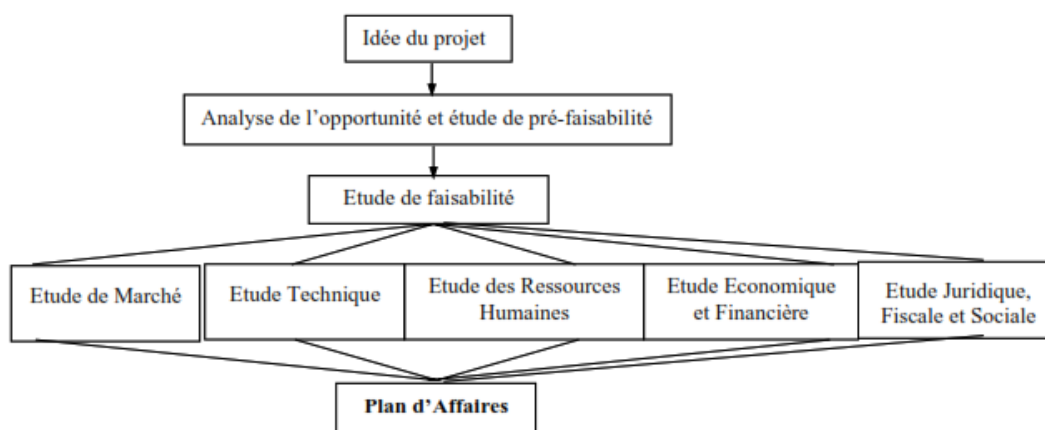 Idée du projet
Analyse de l'opportunité et étude de pré-faisabilité
Etude de faisabilité
Etude de Marché
Etude Technique
Etude des Ressources
Humaines
Etude Economique
et Financière
Etude Juridique,
Fiscale et Sociale
Plan d'Affaires